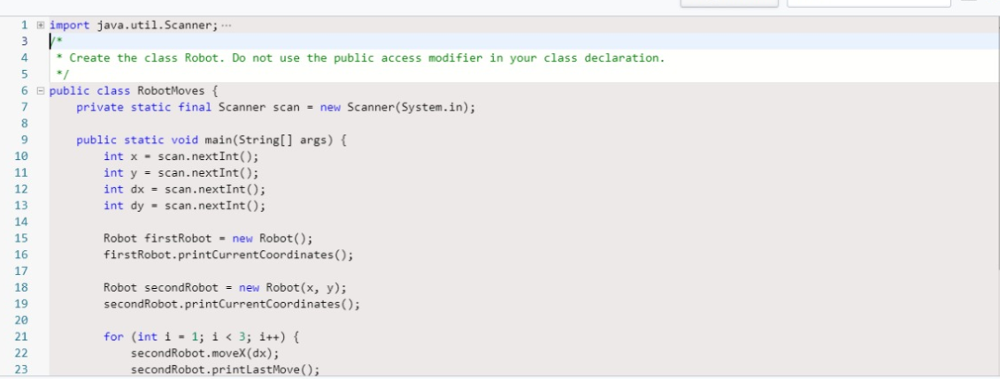 1 import java.util.Scanner; ...
3 /*
4 * Create the class Robot. Do not use the public access modifier in your class declaration.
5 */
6 public class RobotMoves {
7 private static final Scanner scan = new Scanner(System.in);
8
9 public static void main(String[] args) {
10 int x = scan.nextInt();
11 int y = scan.nextInt();
12 int dx = scan.nextInt();
13 int dy = scan.nextInt();
14
15 Robot firstRobot = new Robot();
16 firstRobot.printCurrentCoordinates();
17
18 Robot secondRobot = new Robot(x, y);
19 secondRobot.printCurrentCoordinates();
20
21 for (int i = 1; i < 3; i++) {
22 secondRobot.moveX(dx);
23 secondRobot.printLastMove();